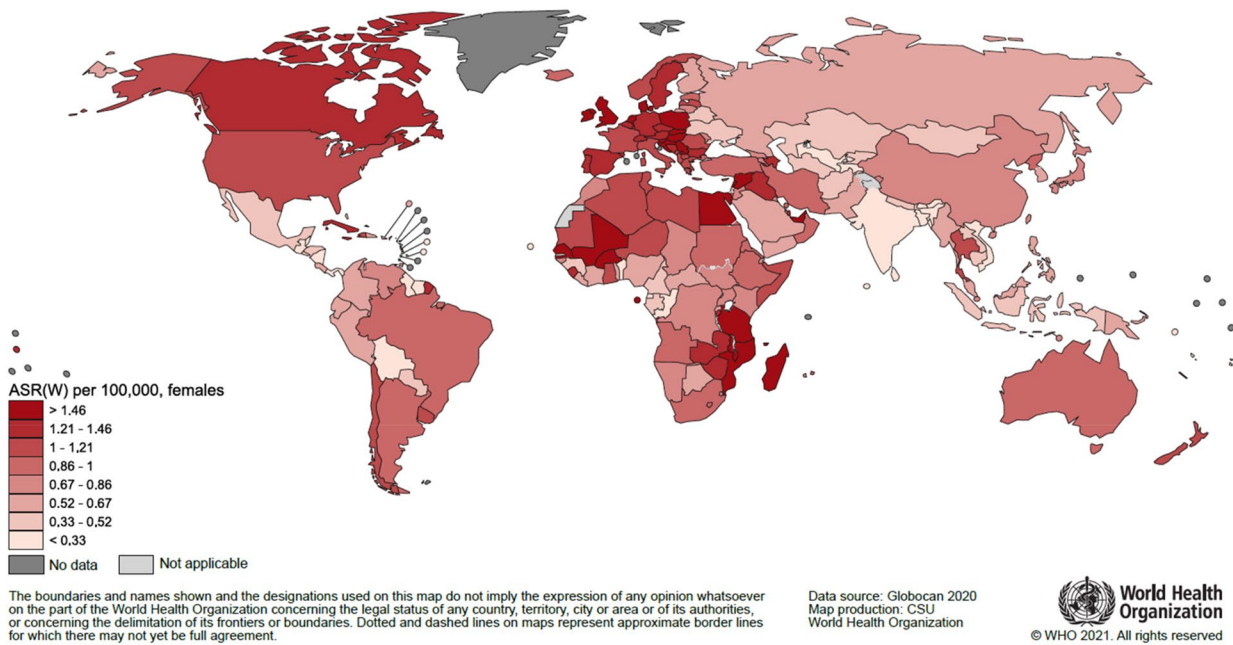 ASR(W) per 100,000, females
> 1.46
1.21 - 1.46
1 - 1.21
0.86 - 1
0.67 - 0.86
0.52 - 0.67
0.33 - 0.52
< 0.33
No data
Not applicable
The boundaries and names shown and the designations used on this map do not imply the expression of any opinion whatsoever
on the part of the World Health Organization concerning the legal status of any country, territory, city or area or of its authorities,
or concerning the delimitation of its frontiers or boundaries. Dotted and dashed lines on maps represent approximate border lines
for which there may not yet be full agreement.
Data source: Globocan 2020
Map production: CSU
World Health Organization
World Health
Organization
© WHO 2021. All rights reserved